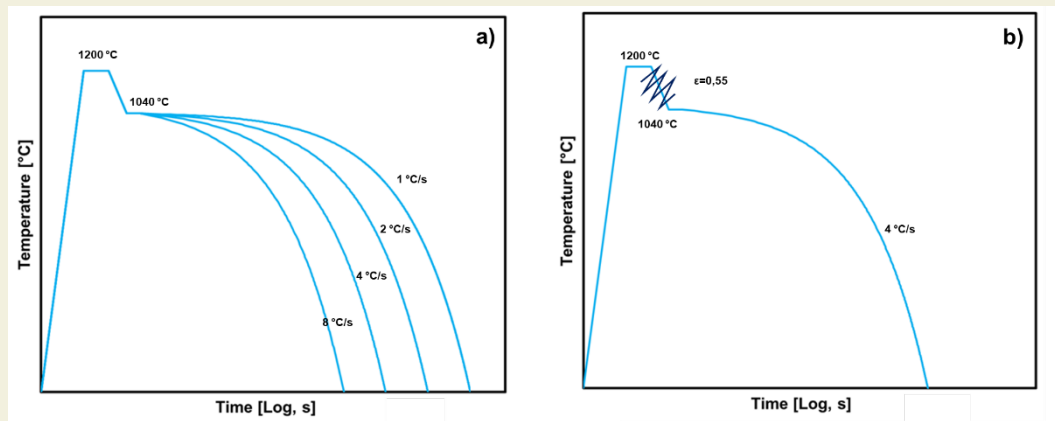 a)
1200 °C
1040 °C
1 °C/s
2 °C/s
4 °C/s
8 °C/s
Temperature [°C]
Time [Log, s]
b)
1200 °C
ε=0,55
1040 °C
4 °C/s
Temperature [°C]
Time [Log, s]